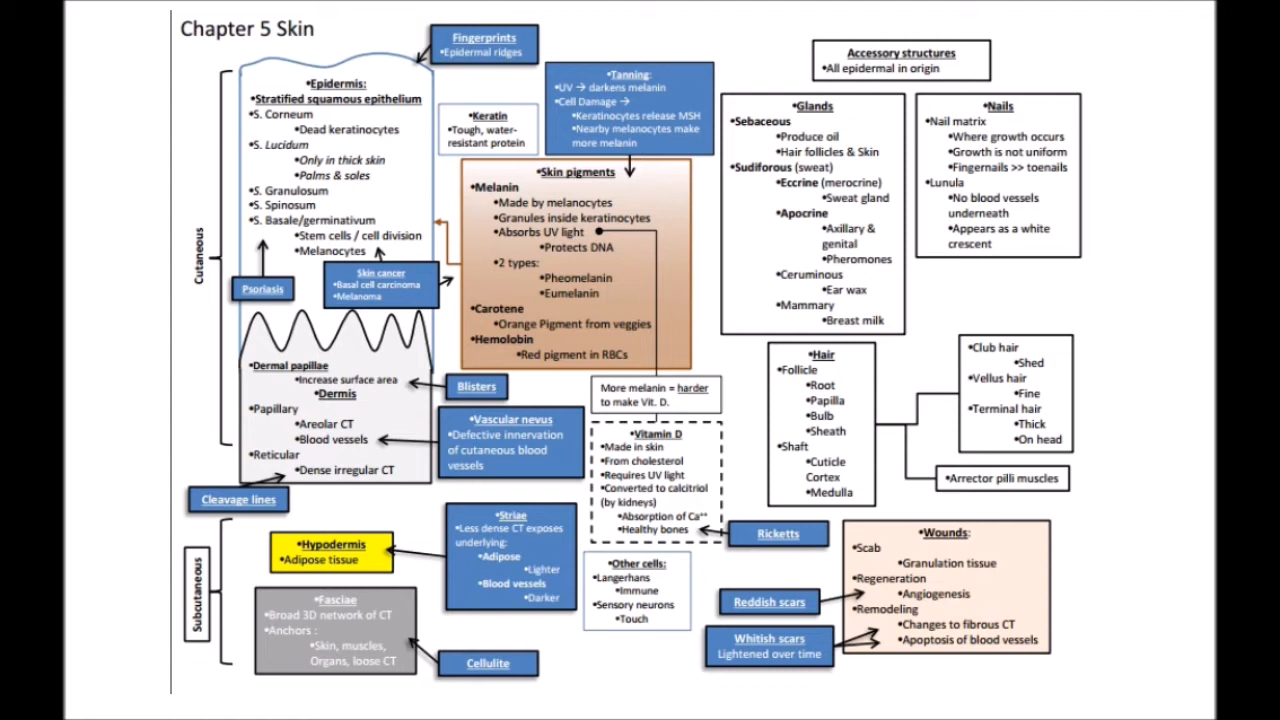 Chapter 5 Skin
•Fingerprints
•Epidermal ridges
•Epidermis:
•Stratified squamous epithelium
•S. Corneum
•Dead keratinocytes
•S. Lucidum
•Only in thick skin
•Palms & soles
•S. Granulosum
•S. Spinosum
•S. Basale/germinativum
•Stem cells / cell division
•Melanocytes
Cutaneous
Psoriasis
Skin cancer
•Basal cell carcinoma
•Melanoma
•Dermal papillae
•Increase surface area
•Dermis
•Papillary
•Areolar CT
•Blood vessels
•Reticular
•Dense irregular CT
Cleavage lines
Blisters
•Vascular nevus
•Defective innervation
of cutaneous blood
vessels
•Keratin
•Tough, water-
resistant protein
•Tanning:
•UV → darkens melanin
•Cell Damage →
•Keratinocytes release MSH
•Nearby melanocytes make
more melanin
•Skin pigments
•Melanin
•Made by melanocytes
•Granules inside keratinocytes
•Absorbs UV light
•Protects DNA
•2 types:
•Pheomelanin
•Eumelanin
•Carotene
•Orange Pigment from veggies
•Hemolobin
•Red pigment in RBCs
More melanin = harder
to make Vit. D.
•Vitamin D
•Made in skin
•From cholesterol
•Requires UV light
•Converted to calcitriol
(by kidneys)
•Absorption of Ca⁺⁺
•Healthy bones
Ricketts
Accessory structures
•All epidermal in origin
•Glands
•Sebaceous
•Produce oil
•Hair follicles & Skin
•Sudiforous (sweat)
•Eccrine (merocrine)
•Sweat gland
•Apocrine
•Axillary &
genital
•Pheromones
•Ceruminous
•Ear wax
•Mammary
•Breast milk
•Nails
•Nail matrix
•Where growth occurs
•Growth is not uniform
•Fingernails >> toenails
•Lunula
•No blood vessels
underneath
•Appears as a white
crescent
•Hair
•Follicle
•Root
•Papilla
•Bulb
•Sheath
•Shaft
•Cuticle
Cortex
•Medulla
•Club hair
•Shed
•Vellus hair
•Fine
•Terminal hair
•Thick
•On head
•Arrector pilli muscles
Subcutaneous
•Hypodermis
•Adipose tissue
•Fasciae
•Broad 3D network of CT
•Anchors :
•Skin, muscles,
Organs, loose CT
Cellulite
•Striae
•Less dense CT exposes
underlying:
•Adipose
•Lighter
•Blood vessels
•Darker
•Other cells:
•Langerhans
•Immune
•Sensory neurons
•Touch
•Wounds:
•Scab
•Granulation tissue
•Regeneration
•Angiogenesis
•Remodeling
•Changes to fibrous CT
•Apoptosis of blood vessels
Reddish scars
Whitish scars
Lightened over time